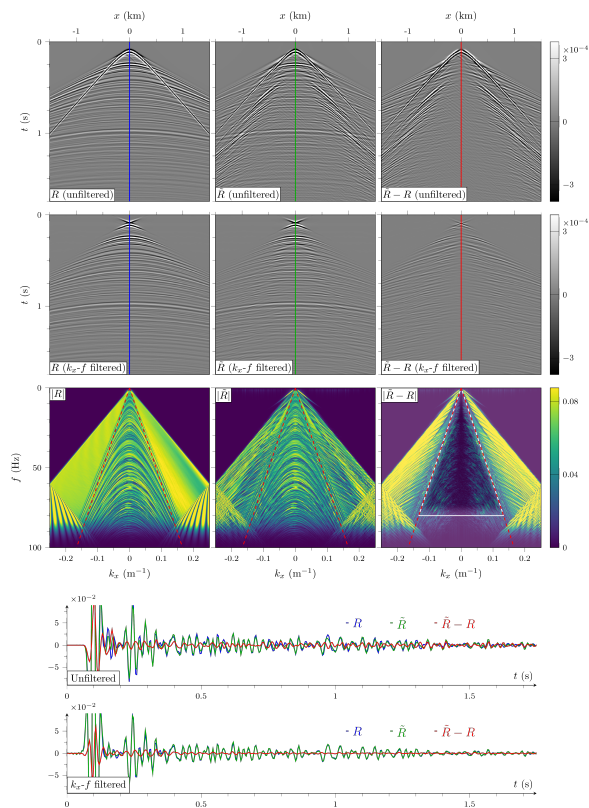 x (km) x (km) x (km)
-1 0 1 -1 0 1 -1 0 1
0
t (s)
1
×10⁻⁴
3
0
−3
R (unfiltered) R̃ (unfiltered) R̃ − R (unfiltered)
0
t (s)
1
×10⁻⁴
3
0
−3
R (kₓ-f filtered) R̃ (kₓ-f filtered) R̃ − R (kₓ-f filtered)
|R| |R̃| |R̃ − R|
0
f (Hz)
50
100
0.08
0.04
0
-0.2 -0.1 0 0.1 0.2 -0.2 -0.1 0 0.1 0.2 -0.2 -0.1 0 0.1 0.2
kₓ (m⁻¹) kₓ (m⁻¹) kₓ (m⁻¹)
×10⁻²
R R̃ R̃ − R
5
0
−5
Unfiltered
t (s)
0 0.5 1 1.5
×10⁻²
R R̃ R̃ − R
5
0
−5
kₓ-f filtered
t (s)
0 0.5 1 1.5